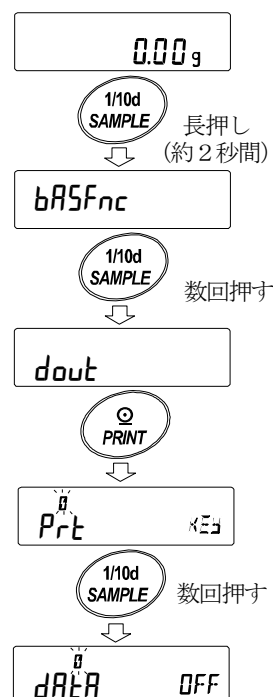 0.00 g
1/10d
SAMPLE
長押し
(約２秒間)
bASFnc
1/10d
SAMPLE
数回押す
dout
PRINT
0
Prt KEY
1/10d
SAMPLE
数回押す
0
dAtA OFF